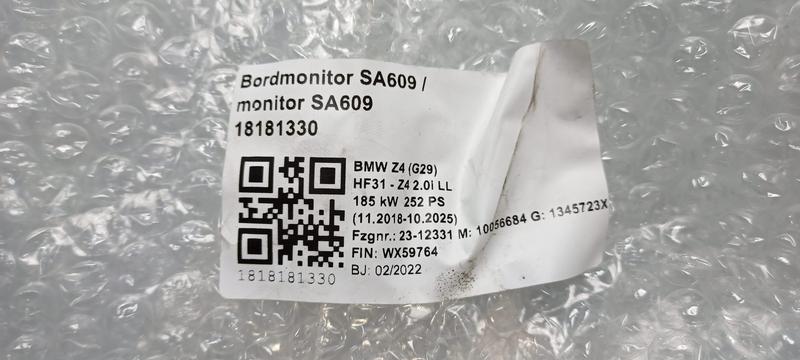 Bordmonitor SA609 /
monitor SA609
18181330
BMW Z4 (G29)
HF31 - Z4 2.0i LL
185 kW 252 PS
(11.2018-10.2025)
Fzgnr.: 23-12331 M: 10056684 G: 1345723X
FIN: WX59764
BJ: 02/2022
1818181330